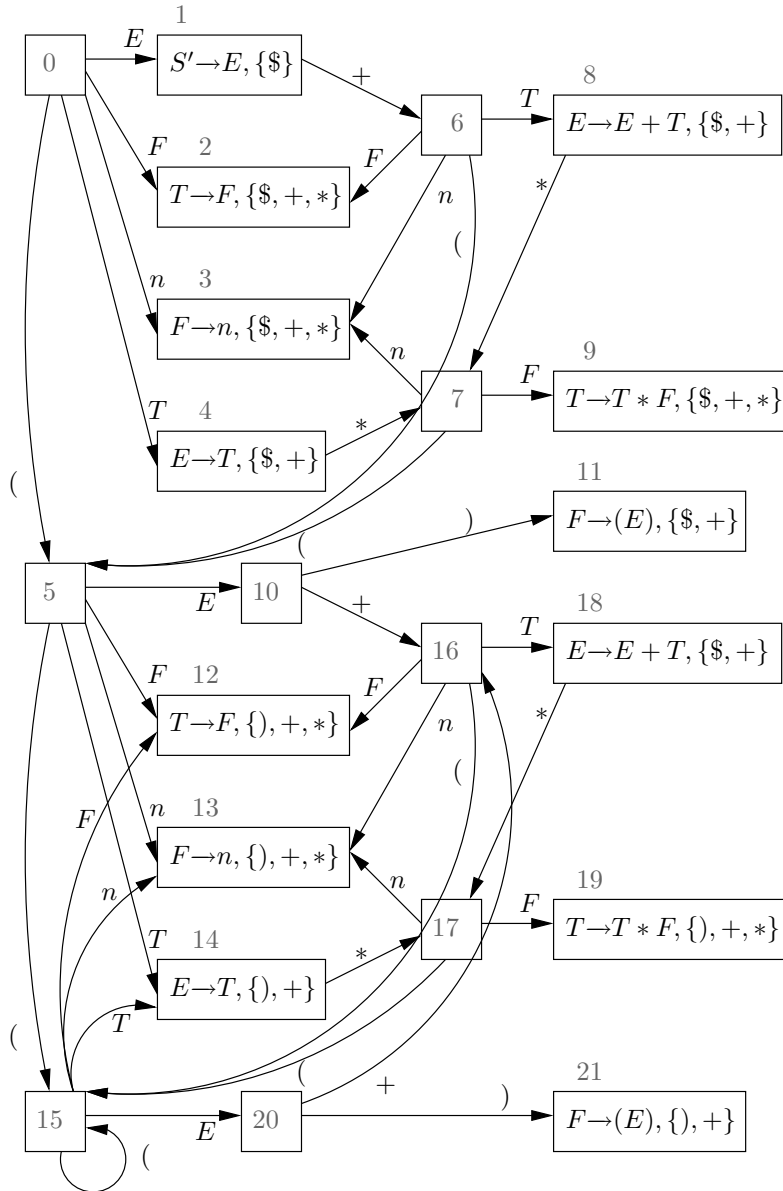 1
0
E
S′→E, {$}
+
8
6
T
E→E + T, {$, +}
F
2
F
T→F, {$, +, *}
n
*
(
n
3
F→n, {$, +, *}
n
9
7
F
T→T * F, {$, +, *}
T
4
*
E→T, {$, +}
(
11
)
F→(E), {$, +}
(
5
E
10
+
18
16
T
E→E + T, {$, +}
F
12
F
T→F, {), +, *}
n
*
(
n
13
F
F→n, {), +, *}
n
n
19
17
F
T→T * F, {), +, *}
T
14
*
E→T, {), +}
T
(
(
+
21
)
15
E
20
F→(E), {), +}
(